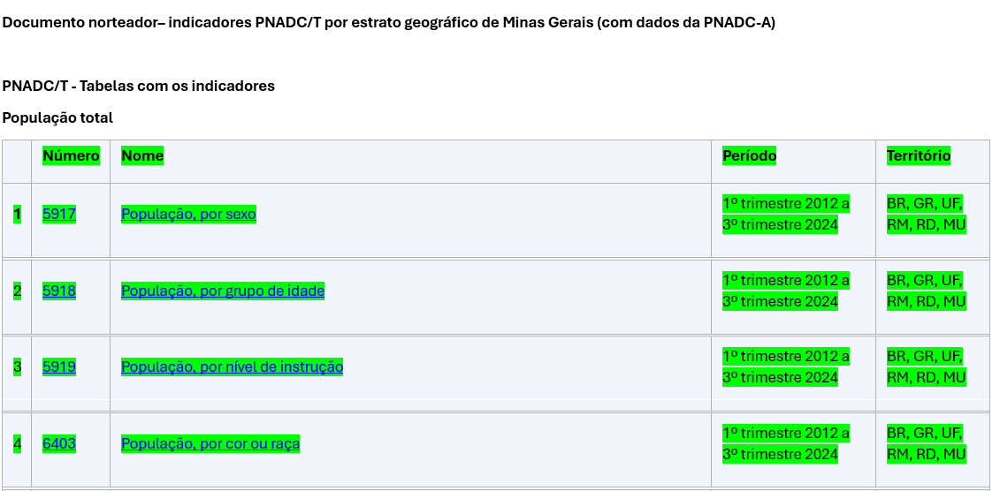 Documento norteador– indicadores PNADC/T por estrato geográfico de Minas Gerais (com dados da PNADC-A)
PNADC/T - Tabelas com os indicadores
População total
Número Nome Período Território
1 5917 População, por sexo 1º trimestre 2012 a 3º trimestre 2024 BR, GR, UF, RM, RD, MU
2 5918 População, por grupo de idade 1º trimestre 2012 a 3º trimestre 2024 BR, GR, UF, RM, RD, MU
3 5919 População, por nível de instrução 1º trimestre 2012 a 3º trimestre 2024 BR, GR, UF, RM, RD, MU
4 6403 População, por cor ou raça 1º trimestre 2012 a 3º trimestre 2024 BR, GR, UF, RM, RD, MU